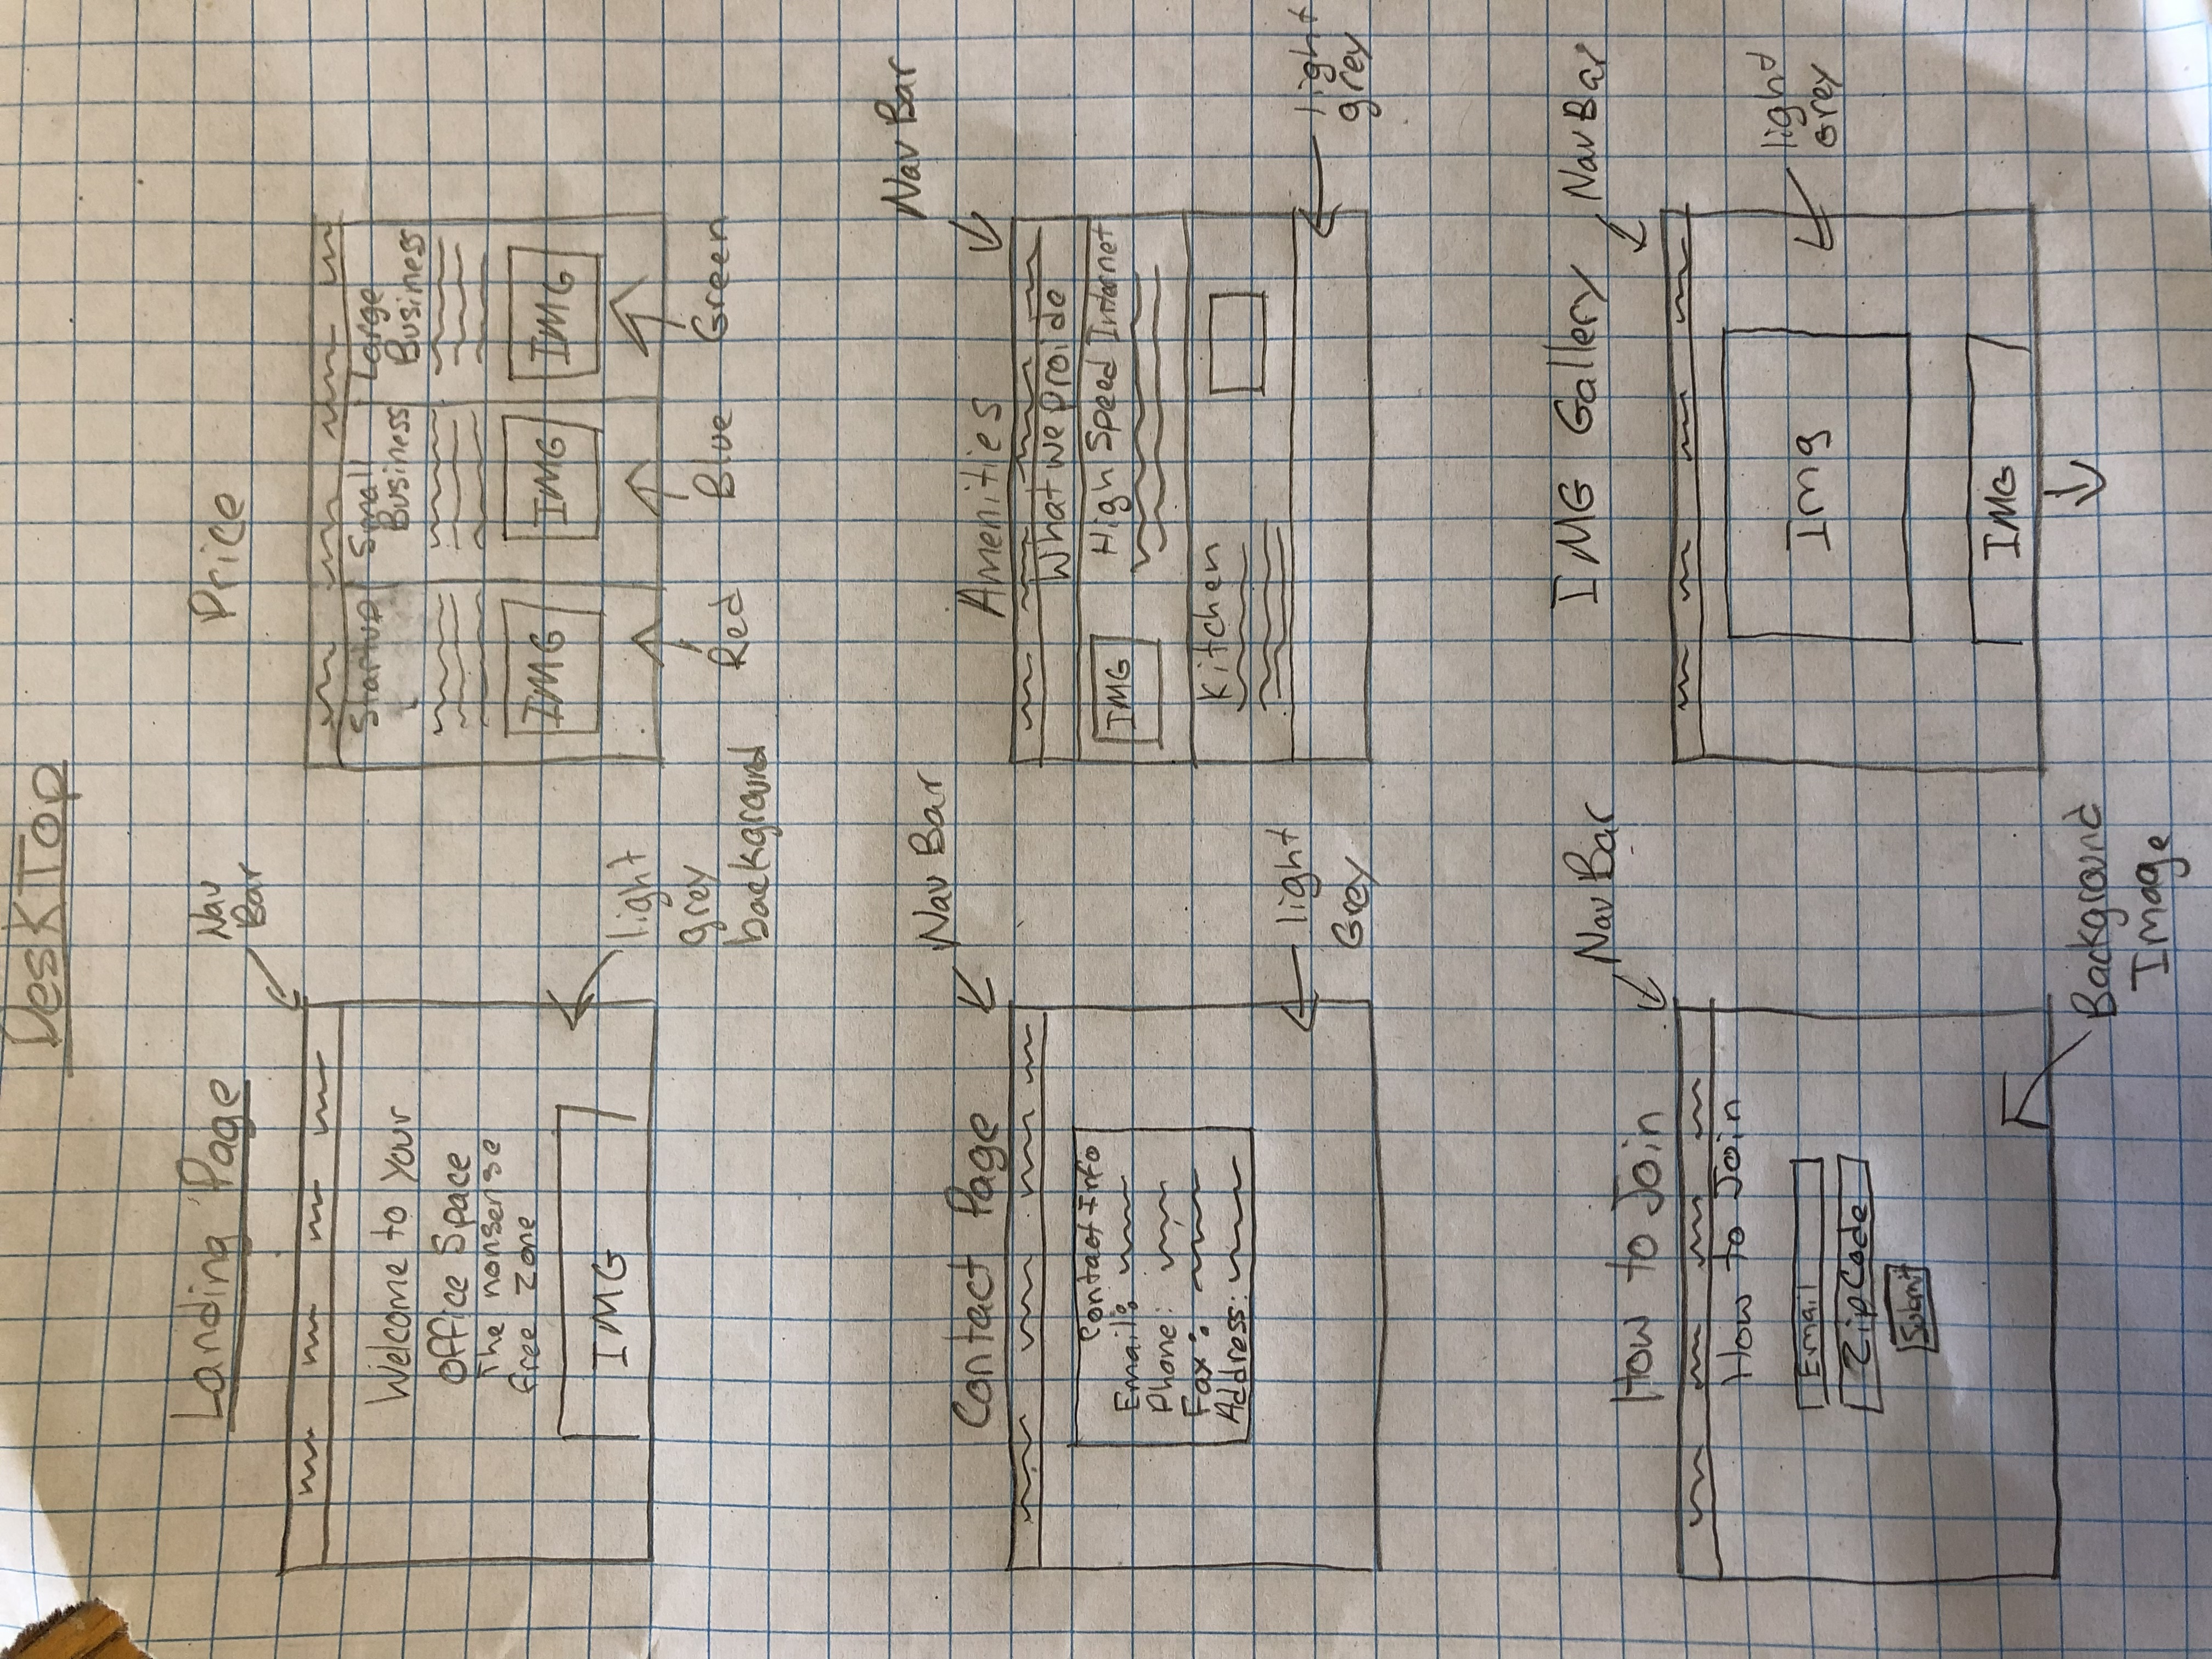 DeskTop
Landing Page
Nav
Bar
Welcome to your
Office Space
The nonsense
free zone
IMG
light
grey
background
Price
Startup
Small
Business
Large
Business
IMG
IMG
IMG
Red
Blue
Green
Contact Page
Nav Bar
Contact Info
Email:
Phone:
Fax:
Address:
light
Grey
Amenities
Nav Bar
What we proide
IMG
High Speed Internet
Kitchen
light
grey
How to Join
Nav Bar
How to Join
Email
Zip Code
Submit
Background
Image
IMG Gallery
Nav Bar
Img
IMG
light
Grey